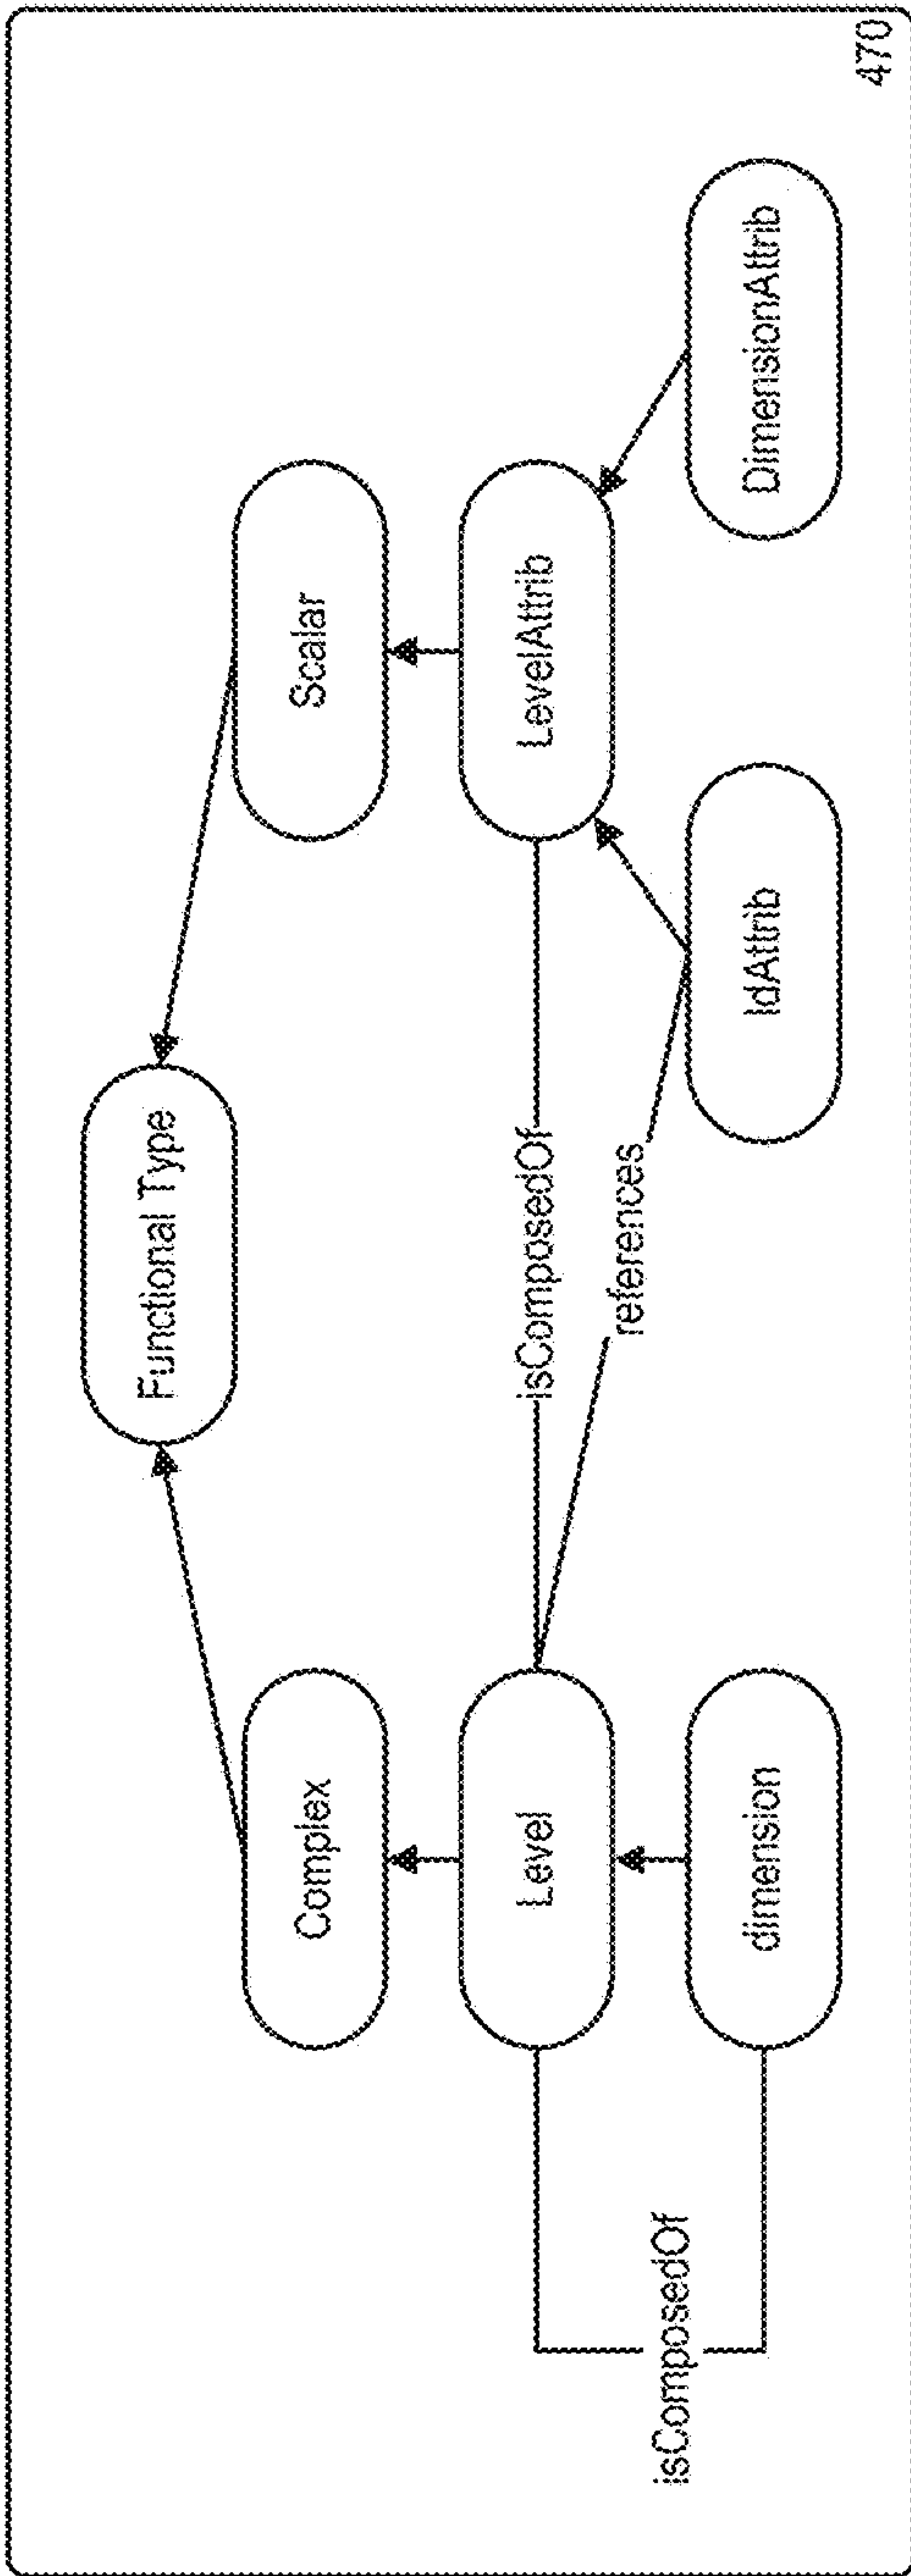 Functional Type
Complex
Scalar
Level
isComposedOf
LevelAttrib
references
isComposedOf
dimension
IdAttrib
DimensionAttrib
470